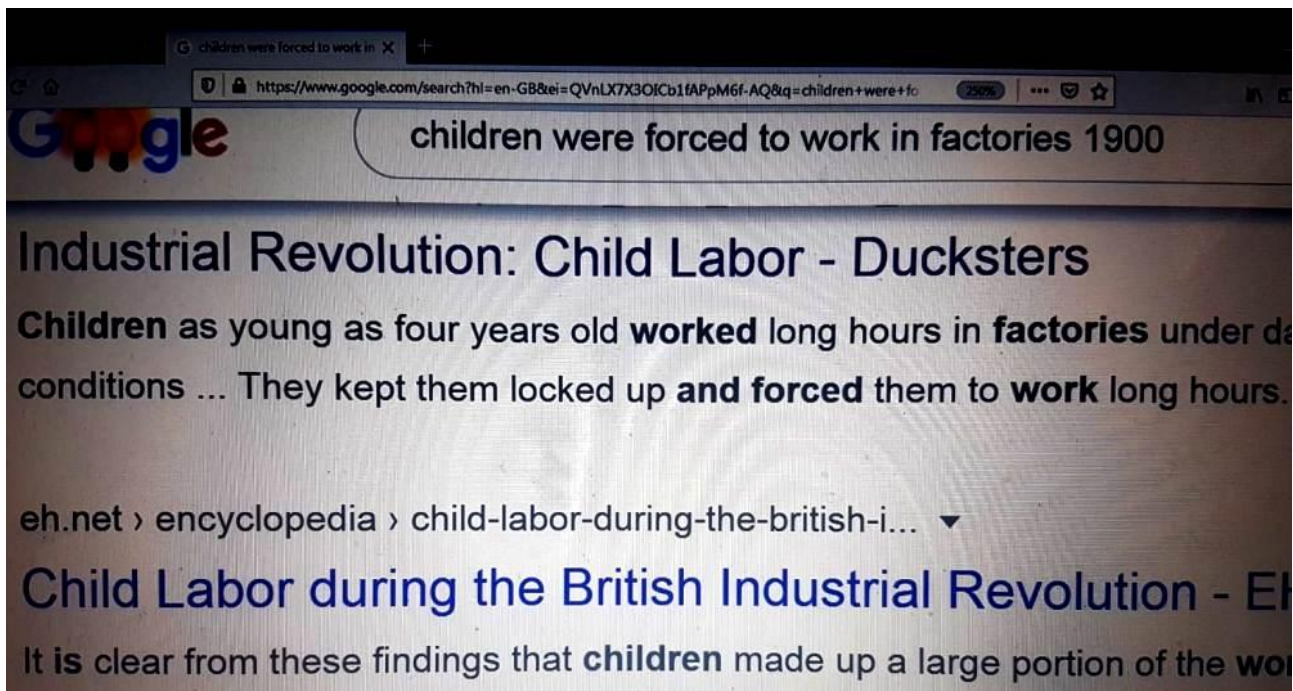 G children were forced to work in X
https://www.google.com/search?hl=en-GB&ei=QVnLX7X3OICb1fAPpM6f-AQ&q=children+were+fo 250%
Google children were forced to work in factories 1900
Industrial Revolution: Child Labor - Ducksters
Children as young as four years old worked long hours in factories under da
conditions ... They kept them locked up and forced them to work long hours.
eh.net › encyclopedia › child-labor-during-the-british-i...
Child Labor during the British Industrial Revolution - EH
It is clear from these findings that children made up a large portion of the wor